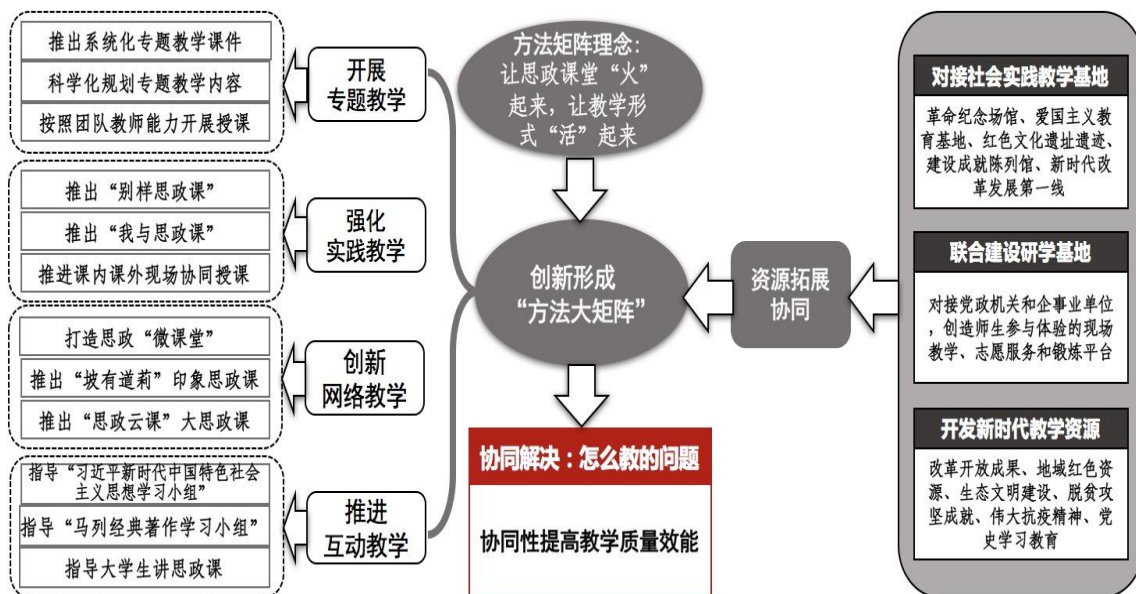 推出系统化专题教学课件
科学化规划专题教学内容
按照团队教师能力开展授课
开展
专题教学
推出“别样思政课”
推出“我与思政课”
推进课内课外现场协同授课
强化
实践教学
打造思政“微课堂”
推出“坡有道莉”印象思政课
推出“思政云课”大思政课
创新
网络教学
指导“习近平新时代中国特色社会
主义思想学习小组”
指导“马列经典著作学习小组”
指导大学生讲思政课
推进
互动教学
方法矩阵理念:
让思政课堂“火”
起来，让教学形
式“活”起来
创新形成
“方法大矩阵”
协同解决：怎么教的问题
协同性提高教学质量效能
资源拓展
协同
对接社会实践教学基地
革命纪念场馆、爱国主义教
育基地、红色文化遗址遗迹、
建设成就陈列馆、新时代改
革发展第一线
联合建设研学基地
对接党政机关和企事业单位
，创造师生参与体验的现场
教学、志愿服务和锻炼平台
开发新时代教学资源
改革开放成果、地域红色资
源、生态文明建设、脱贫攻
坚成就、伟大抗疫精神、党
史学习教育